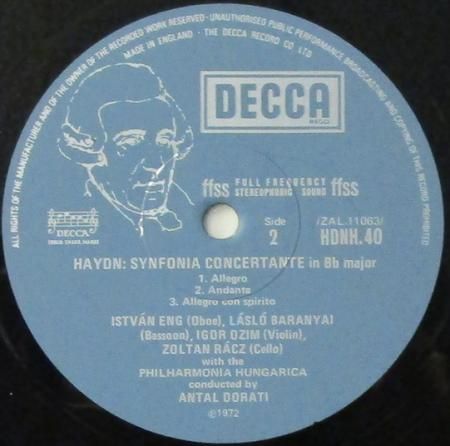 ALL RIGHTS OF THE MANUFACTURER AND OF THE OWNER OF THE RECORDED WORK RESERVED · UNAUTHORISED PUBLIC PERFORMANCE BROADCASTING AND COPYING OF THIS RECORD PROHIBITED
MADE IN ENGLAND · THE DECCA RECORD CO LTD
DECCA
REGD
ffss FULL FREQUENCY STEREOPHONIC SOUND ffss
DECCA
Side
2
/ZAL.11063/
HDNH.40
HAYDN: SYNFONIA CONCERTANTE in Bb major
1. Allegro
2. Andante
3. Allegro con spirito
ISTVÁN ENG (Oboe), LÁSLÓ BARANYAI
(Bassoon), IGOR OZIM (Violin),
ZOLTAN RÁCZ (Cello)
with the
PHILHARMONIA HUNGARICA
conducted by
ANTAL DORATI
℗1972